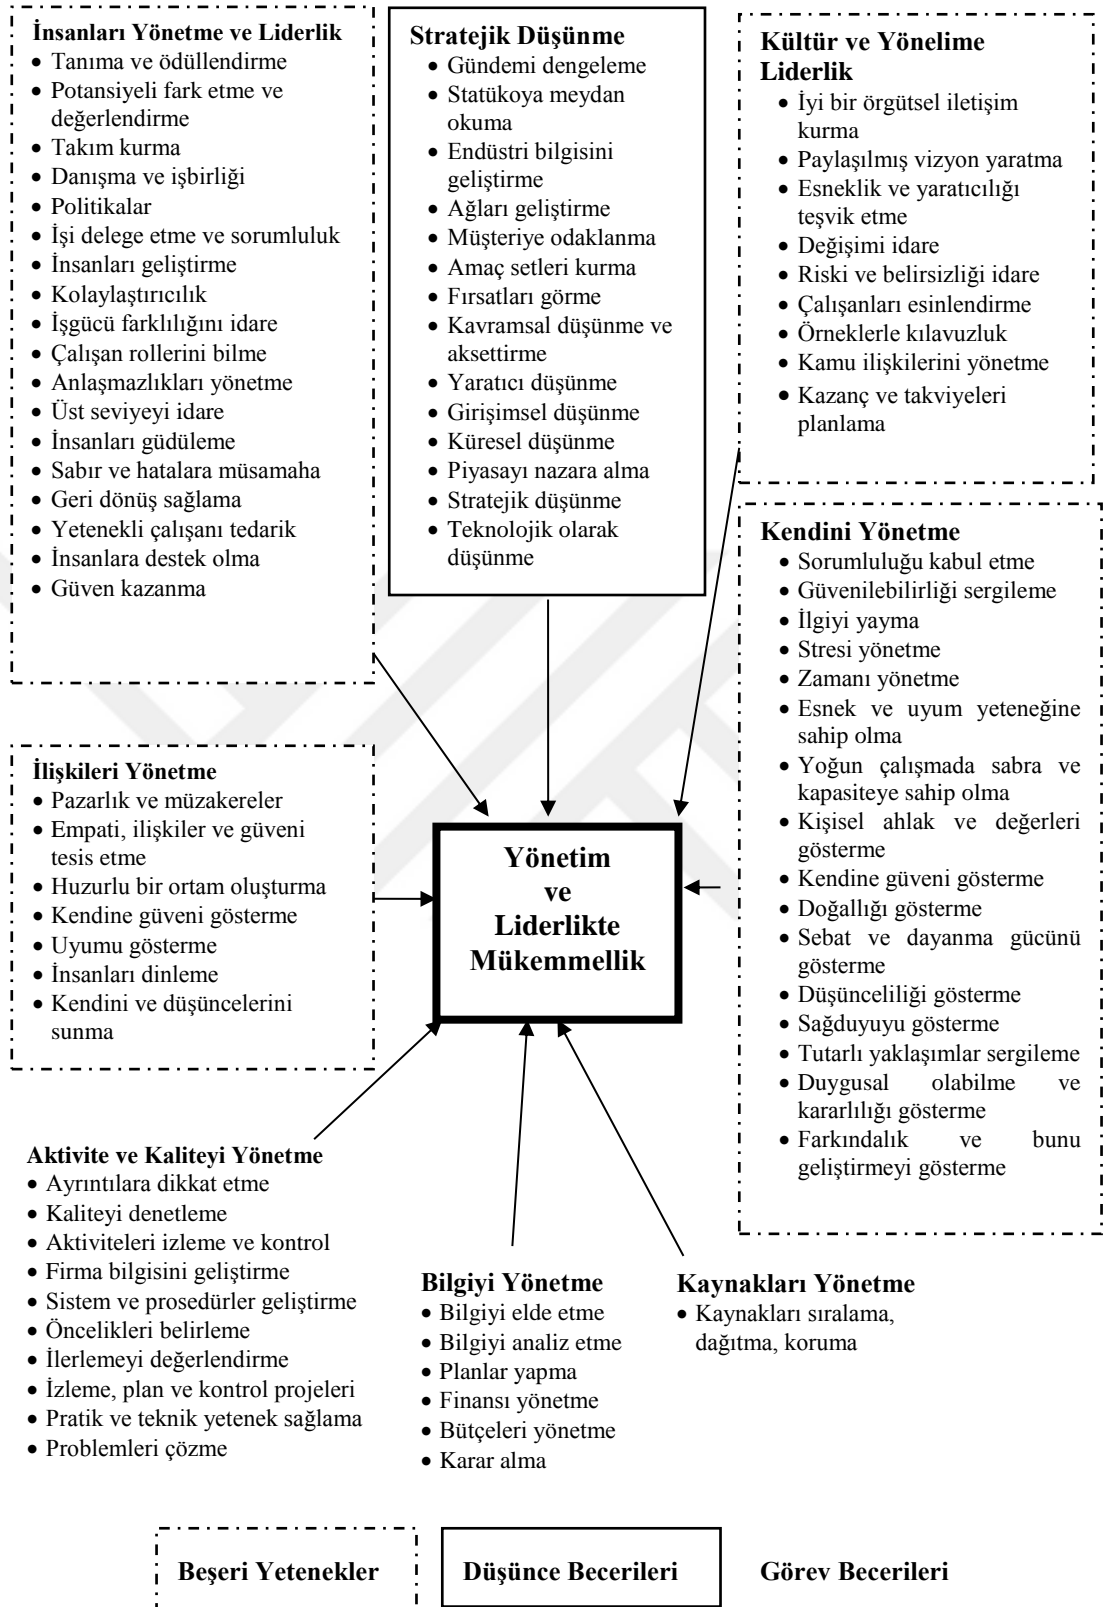 İnsanları Yönetme ve Liderlik
• Tanıma ve ödüllendirme
• Potansiyeli fark etme ve
değerlendirme
• Takım kurma
• Danışma ve işbirliği
• Politikalar
• İşi delege etme ve sorumluluk
• İnsanları geliştirme
• Kolaylaştırıcılık
• İşgücü farklılığını idare
• Çalışan rollerini bilme
• Anlaşmazlıkları yönetme
• Üst seviyeyi idare
• İnsanları güdüleme
• Sabır ve hatalara müsamaha
• Geri dönüş sağlama
• Yetenekli çalışanı tedarik
• İnsanlara destek olma
• Güven kazanma
Stratejik Düşünme
• Gündemi dengeleme
• Statükoya meydan
okuma
• Endüstri bilgisini
geliştirme
• Ağları geliştirme
• Müşteriye odaklanma
• Amaç setleri kurma
• Fırsatları görme
• Kavramsal düşünme ve
aksettirme
• Yaratıcı düşünme
• Girişimsel düşünme
• Küresel düşünme
• Piyasayı nazara alma
• Stratejik düşünme
• Teknolojik olarak
düşünme
Kültür ve Yönelime
Liderlik
• İyi bir örgütsel iletişim
kurma
• Paylaşılmış vizyon yaratma
• Esneklik ve yaratıcılığı
teşvik etme
• Değişimi idare
• Riski ve belirsizliği idare
• Çalışanları esinlendirme
• Örneklerle kılavuzluk
• Kamu ilişkilerini yönetme
• Kazanç ve takviyeleri
planlama
Kendini Yönetme
• Sorumluluğu kabul etme
• Güvenilebilirliği sergileme
• İlgiyi yayma
• Stresi yönetme
• Zamanı yönetme
• Esnek ve uyum yeteneğine
sahip olma
• Yoğun çalışmada sabra ve
kapasiteye sahip olma
• Kişisel ahlak ve değerleri
gösterme
• Kendine güveni gösterme
• Doğallığı gösterme
• Sebat ve dayanma gücünü
gösterme
• Düşünceliliği gösterme
• Sağduyuyu gösterme
• Tutarlı yaklaşımlar sergileme
• Duygusal olabilme ve
kararlılığı gösterme
• Farkındalık ve bunu
geliştirmeyi gösterme
İlişkileri Yönetme
• Pazarlık ve müzakereler
• Empati, ilişkiler ve güveni
tesis etme
• Huzurlu bir ortam oluşturma
• Kendine güveni gösterme
• Uyumu gösterme
• İnsanları dinleme
• Kendini ve düşüncelerini
sunma
Yönetim
ve
Liderlikte
Mükemmellik
Aktivite ve Kaliteyi Yönetme
• Ayrıntılara dikkat etme
• Kaliteyi denetleme
• Aktiviteleri izleme ve kontrol
• Firma bilgisini geliştirme
• Sistem ve prosedürler geliştirme
• Öncelikleri belirleme
• İlerlemeyi değerlendirme
• İzleme, plan ve kontrol projeleri
• Pratik ve teknik yetenek sağlama
• Problemleri çözme
Bilgiyi Yönetme
• Bilgiyi elde etme
• Bilgiyi analiz etme
• Planlar yapma
• Finansı yönetme
• Bütçeleri yönetme
• Karar alma
Kaynakları Yönetme
• Kaynakları sıralama,
dağıtma, koruma
Beşeri Yetenekler
Düşünce Becerileri
Görev Becerileri